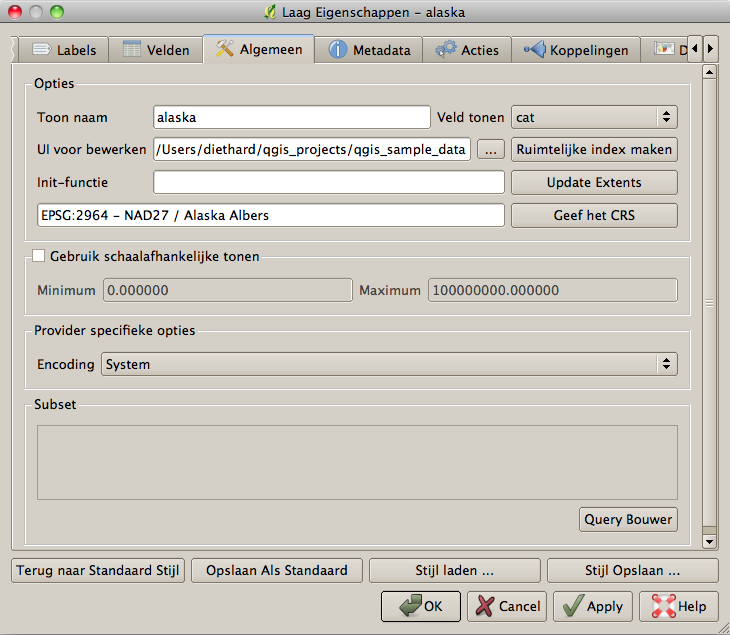 Laag Eigenschappen - alaska
Labels Velden Algemeen Metadata Acties Koppelingen D
Opties
Toon naam alaska Veld tonen cat
UI voor bewerken /Users/diethard/qgis_projects/qgis_sample_data ... Ruimtelijke index maken
Init-functie Update Extents
EPSG:2964 - NAD27 / Alaska Albers Geef het CRS
Gebruik schaalafhankelijke tonen
Minimum 0.000000 Maximum 100000000.000000
Provider specifieke opties
Encoding System
Subset
Query Bouwer
Terug naar Standaard Stijl Opslaan Als Standaard Stijl laden ... Stijl Opslaan ...
OK Cancel Apply Help